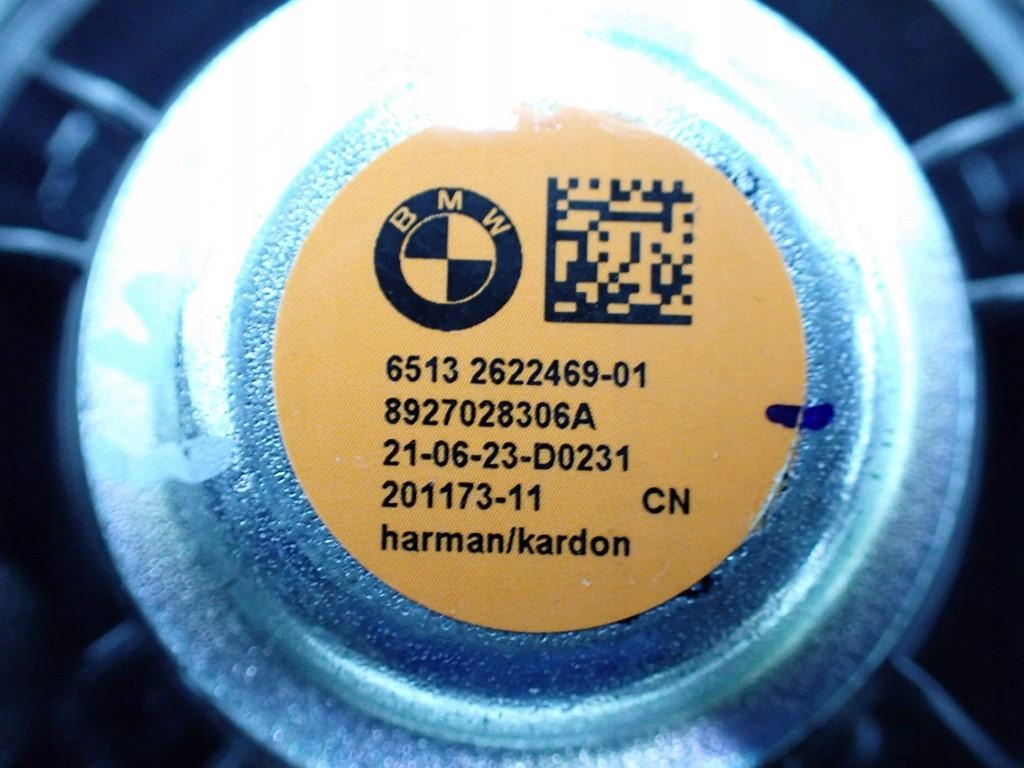 BMW
6513 2622469-01
8927028306A
21-06-23-D0231
201173-11 CN
harman/kardon